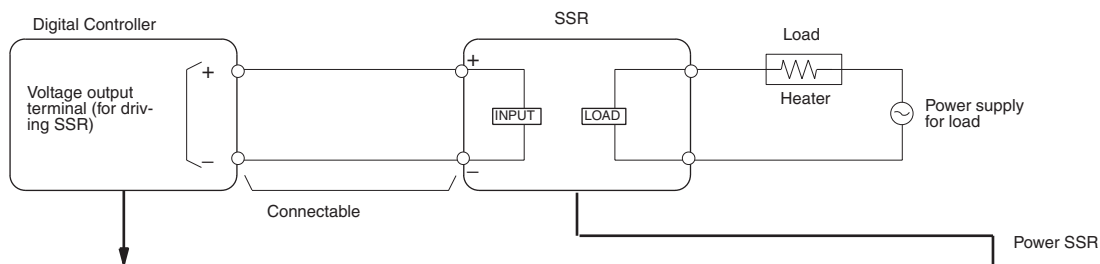 Digital Controller
SSR
Load
+
+
Voltage output
terminal (for driv-
ing SSR)
INPUT
LOAD
Heater
Power supply
for load
–
–
Connectable
Power SSR